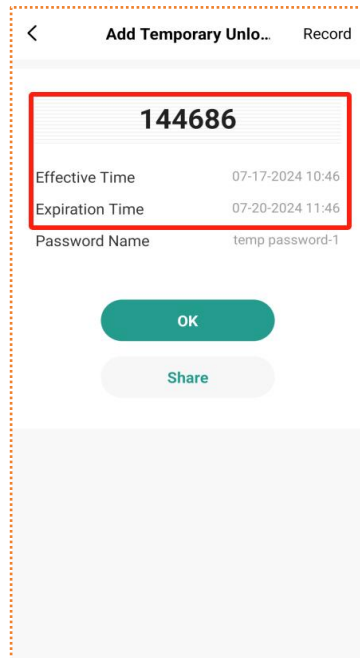 Add Temporary Unlo... Record
144686
Effective Time 07-17-2024 10:46
Expiration Time 07-20-2024 11:46
Password Name temp password-1
OK
Share